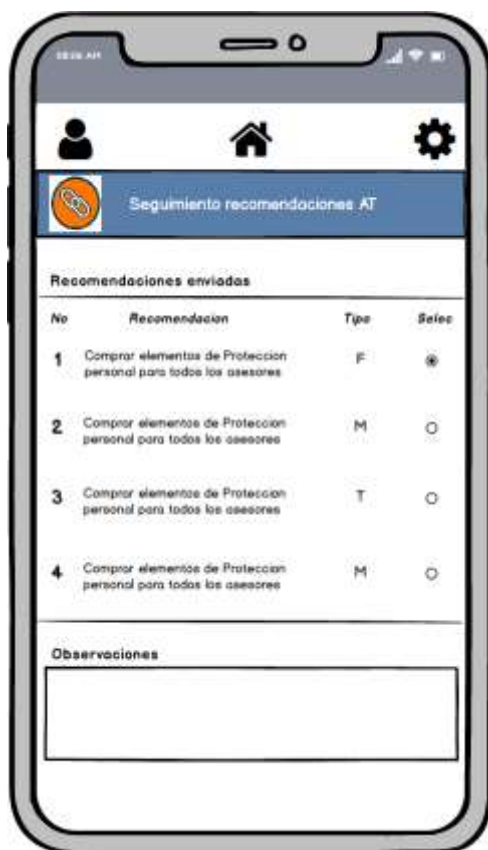 Seguimiento recomendaciones AT
Recomendaciones enviadas
No Recomendacion Tipo Selec
1 Comprar elementos de Proteccion F
personal para todos los asesores
2 Comprar elementos de Proteccion M
personal para todos los asesores
3 Comprar elementos de Proteccion T
personal para todos los asesores
4 Comprar elementos de Proteccion M
personal para todos los asesores
Observaciones